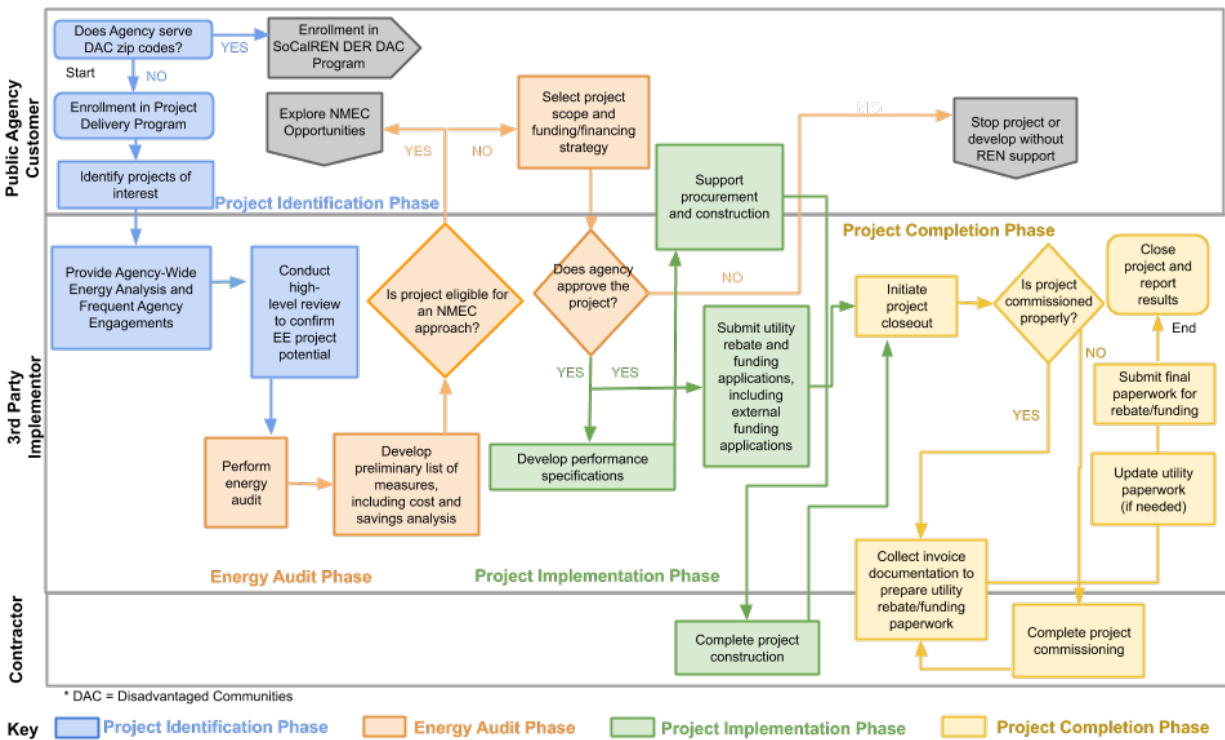 Public Agency
Customer
Does Agency serve
DAC zip codes?
YES
Enrollment in
SoCalREN DER DAC
Program
Start
NO
Enrollment in Project
Delivery Program
Identify projects of
interest
Project Identification Phase
Explore NMEC
Opportunities
YES
NO
Select project
scope and
funding/financing
strategy
NO
Stop project or
develop without
REN support
Support
procurement
and construction
3rd Party
Implementor
Provide Agency-Wide
Energy Analysis and
Frequent Agency
Engagements
Conduct
high-
level review
to confirm
EE project
potential
Is project eligible for
an NMEC
approach?
Does agency
approve the
project?
NO
YES
YES
Perform
energy
audit
Develop
preliminary list of
measures,
including cost and
savings analysis
Energy Audit Phase
Develop performance
specifications
Submit utility
rebate and
funding
applications,
including
external
funding
applications
Project Implementation Phase
Project Completion Phase
Initiate
project
closeout
Is project
commissioned
properly?
NO
YES
Close
project and
report
results
End
Submit final
paperwork for
rebate/funding
Update utility
paperwork
(if needed)
Collect invoice
documentation to
prepare utility
rebate/funding
paperwork
Contractor
Complete project
construction
Complete project
commissioning
* DAC = Disadvantaged Communities
Key
Project Identification Phase
Energy Audit Phase
Project Implementation Phase
Project Completion Phase